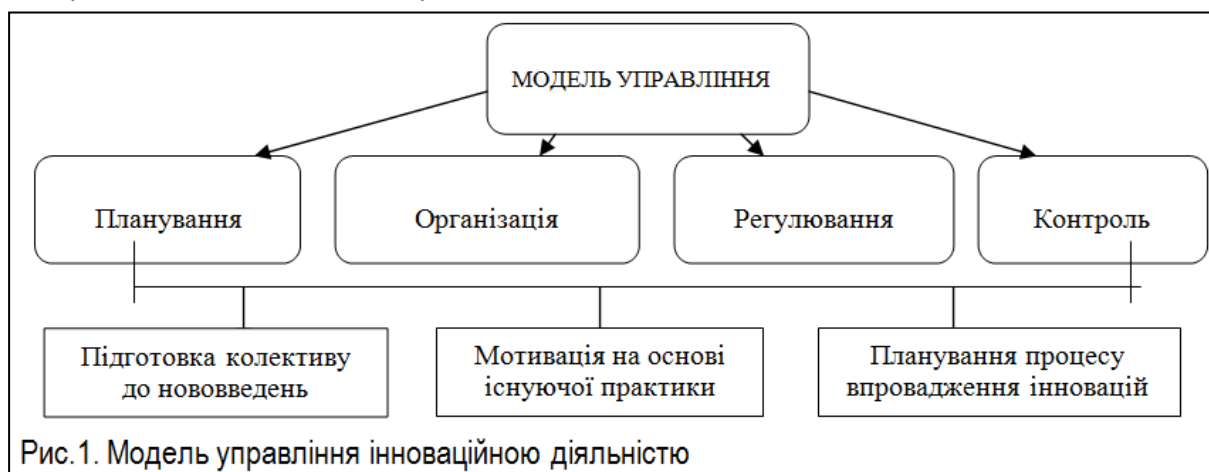 МОДЕЛЬ УПРАВЛІННЯ
Планування
Організація
Регулювання
Контроль
Підготовка колективу
до нововведень
Мотивація на основі
існуючої практики
Планування процесу
впровадження інновацій
Рис.1. Модель управління інноваційною діяльністю